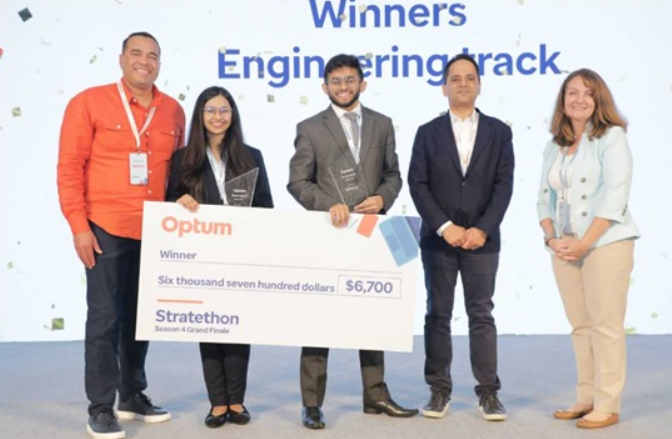 Winners
Engineering track
Optum
Winner
Six thousand seven hundred dollars $6,700
Stratethon
Season 4 Grand Finale